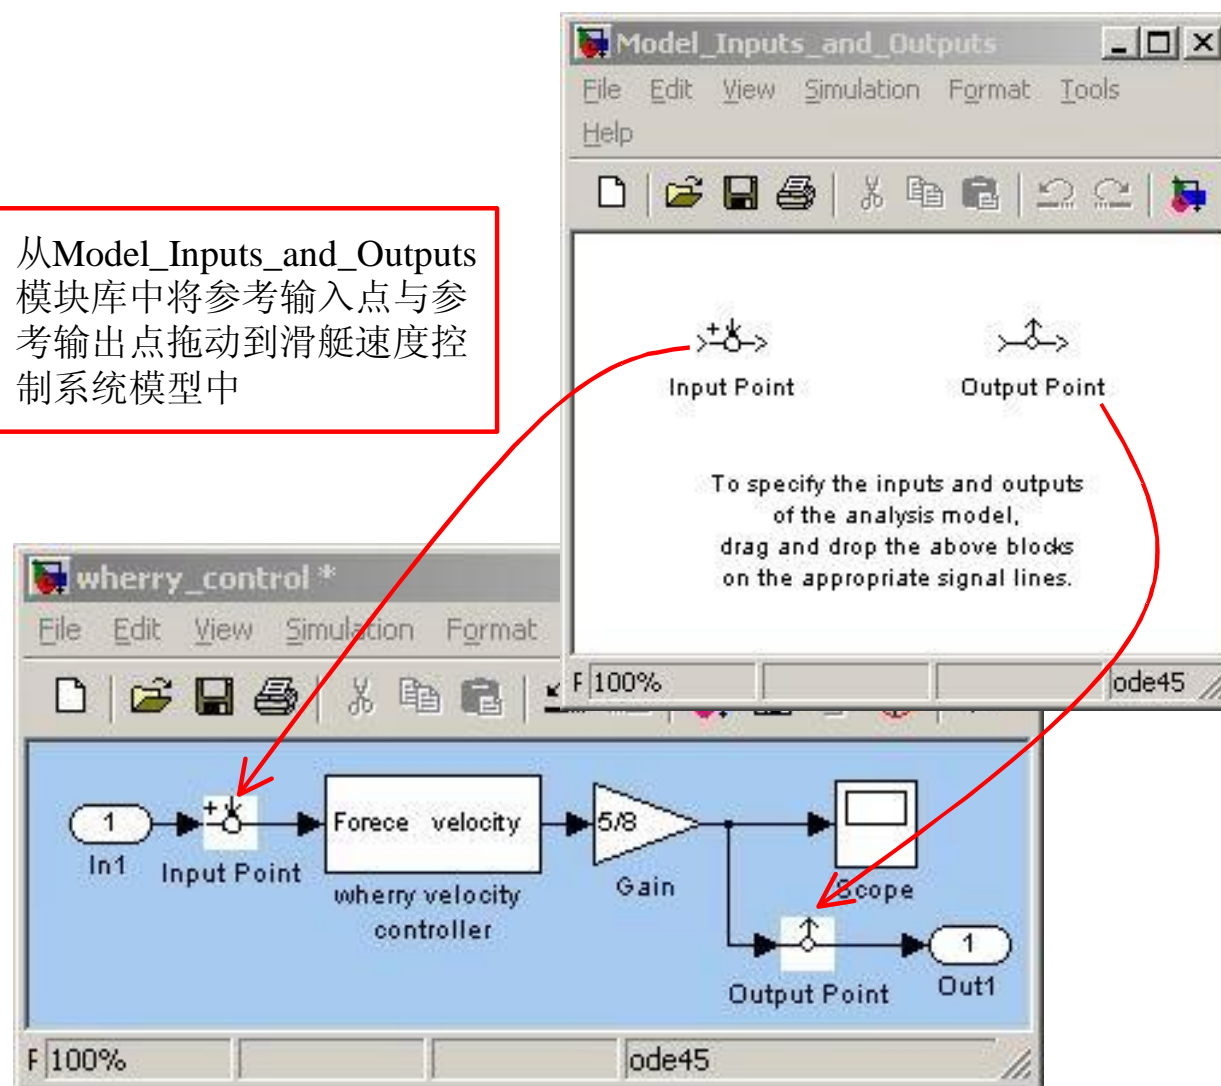 Model_Inputs_and_Outputs
File Edit View Simulation Format Tools
Help
从Model_Inputs_and_Outputs
模块库中将参考输入点与参
考输出点拖动到滑艇速度控
制系统模型中
Input Point
Output Point
To specify the inputs and outputs
of the analysis model,
drag and drop the above blocks
on the appropriate signal lines.
F 100% ode45
wherry_control *
File Edit View Simulation Format
1
In1
Input Point
Forece velocity
wherry velocity
controller
5/8
Gain
Scope
Output Point
1
Out1
F 100% ode45